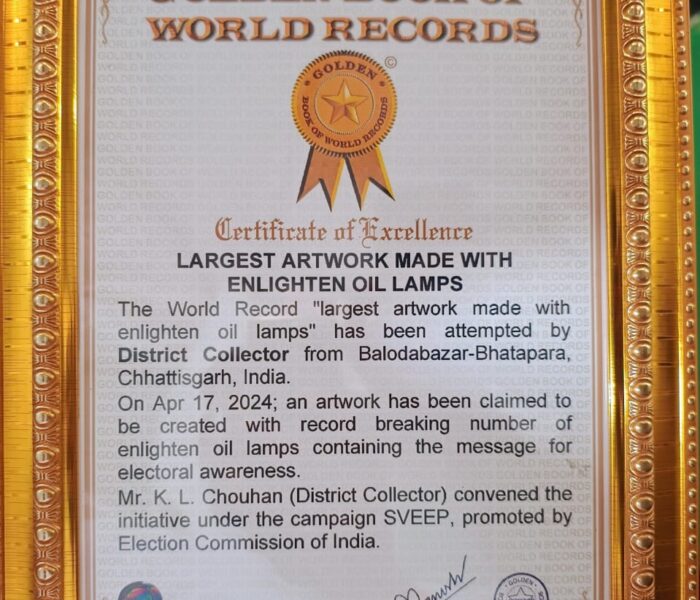 GOLDEN BOOK OF
WORLD RECORDS
GOLDEN
BOOK OF WORLD RECORDS
©
Certificate of Excellence
LARGEST ARTWORK MADE WITH
ENLIGHTEN OIL LAMPS
The World Record "largest artwork made with
enlighten oil lamps" has been attempted by
District Collector from Balodabazar-Bhatapara,
Chhattisgarh, India.
On Apr 17, 2024; an artwork has been claimed to
be created with record breaking number of
enlighten oil lamps containing the message for
electoral awareness.
Mr. K. L. Chouhan (District Collector) convened the
initiative under the campaign SVEEP, promoted by
Election Commission of India.
GOLDEN